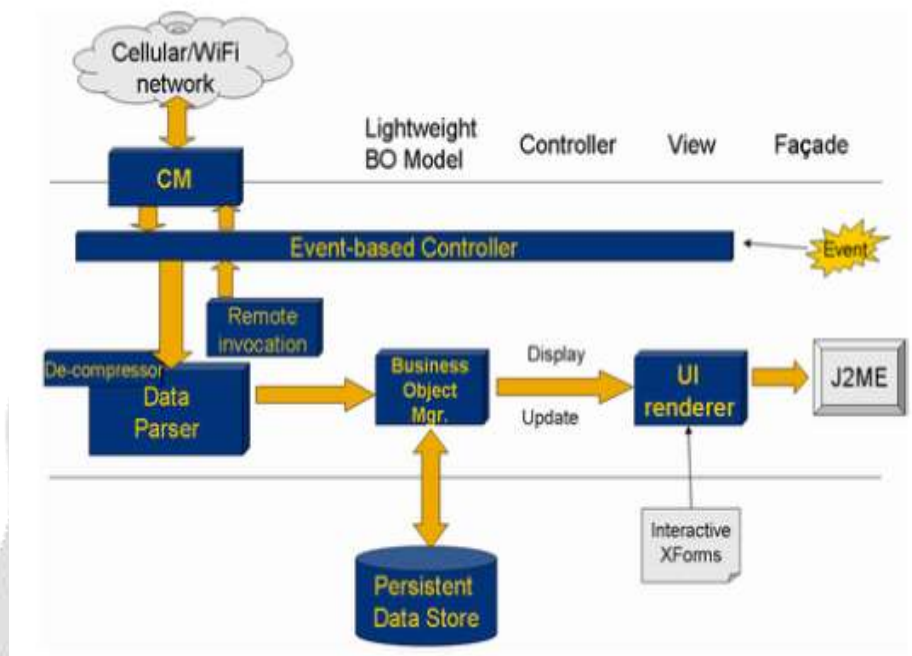 Cellular/WiFi
network
Lightweight
BO Model
Controller
View
Façade
CM
Event-based Controller
Event
Remote
invocation
De-compressor
Data
Parser
Business
Object
Mgr.
Display
Update
UI
renderer
J2ME
Interactive
XForms
Persistent
Data Store